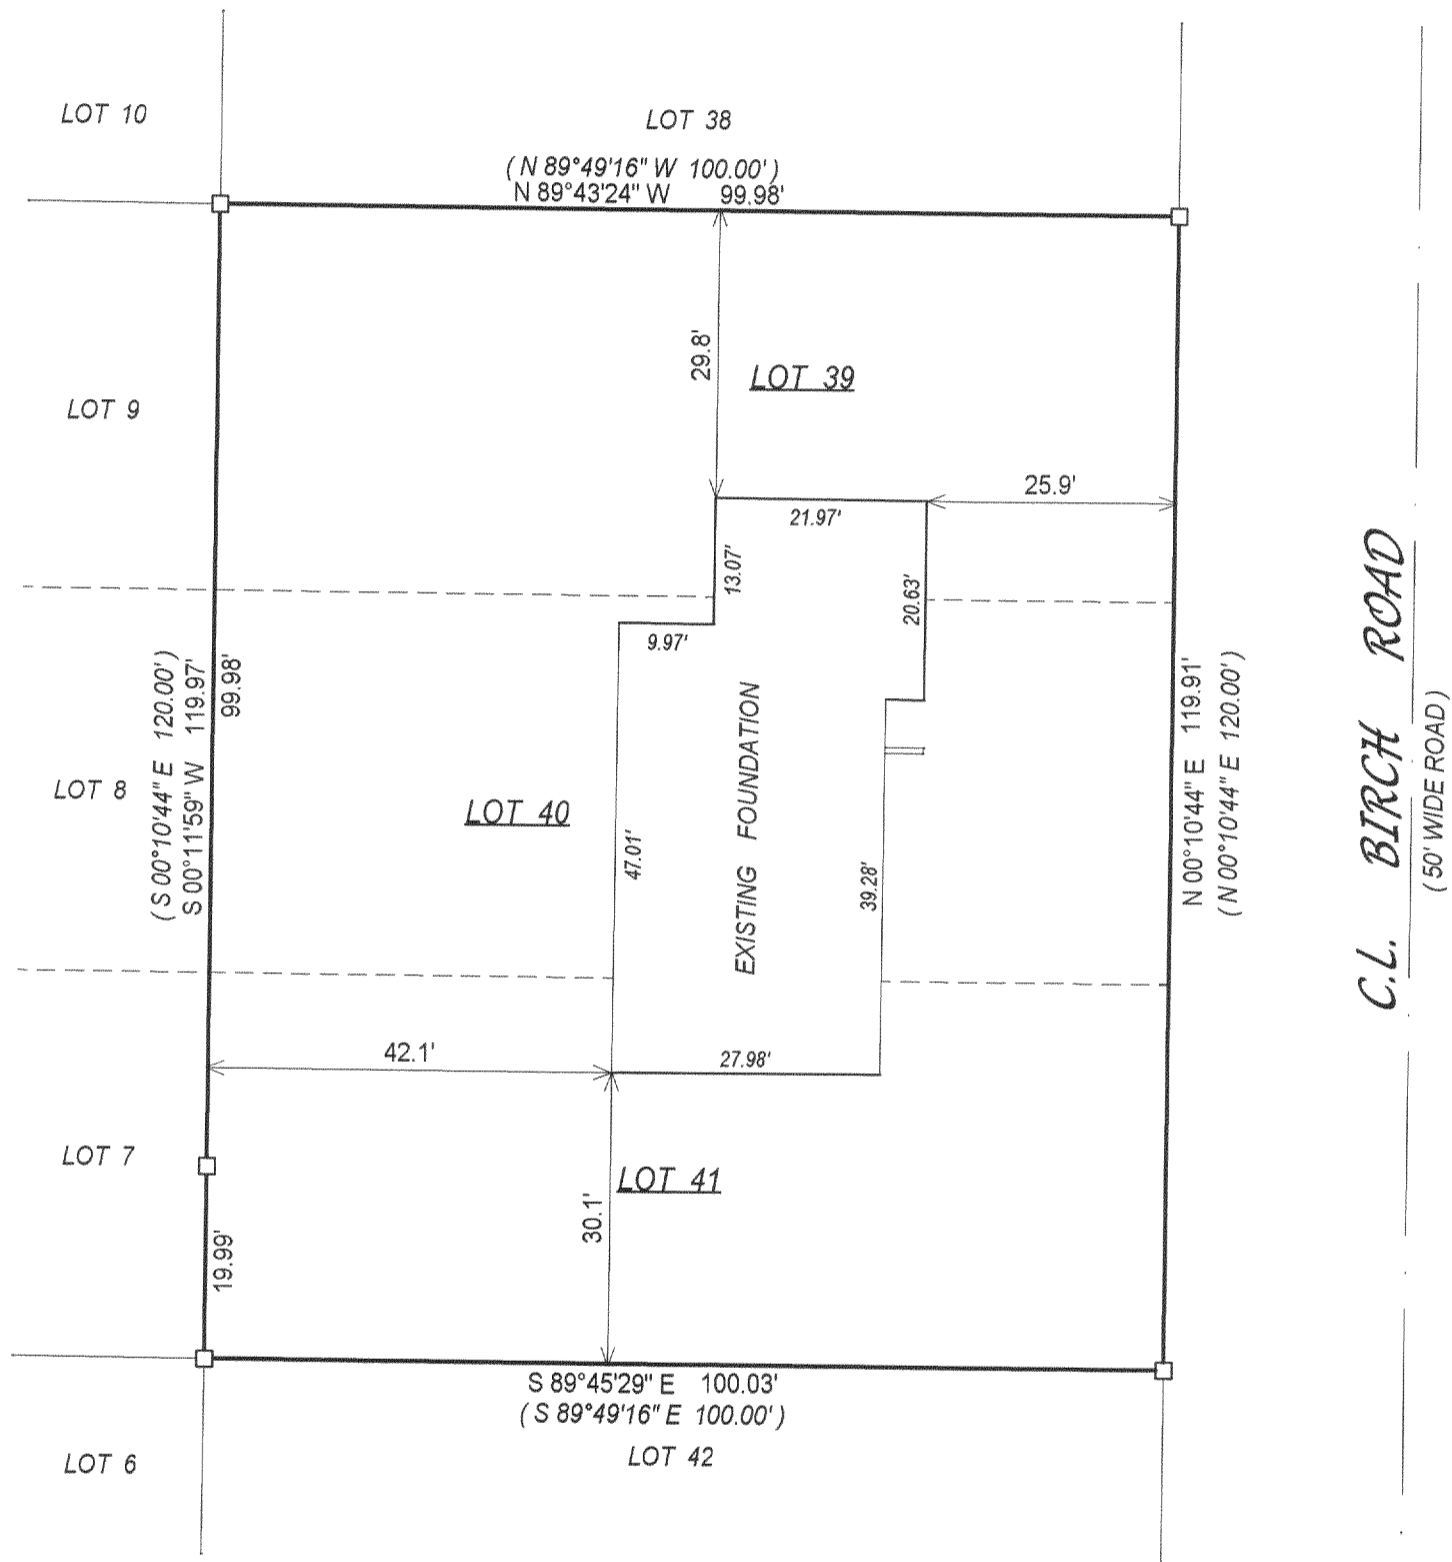 LOT 10
LOT 38
( N 89°49'16" W 100.00' )
N 89°43'24" W 99.98'
29.8'
LOT 39
LOT 9
25.9'
21.97'
13.07'
20.63'
9.97'
( S 00°10'44" E 120.00' )
S 00°11'59" W 119.97'
99.98'
LOT 8
LOT 40
47.01'
EXISTING FOUNDATION
39.28'
N 00°10'44" E 119.91'
( N 00°10'44" E 120.00' )
C.L. BIRCH ROAD
( 50' WIDE ROAD )
42.1'
27.98'
LOT 7
LOT 41
30.1'
19.99'
S 89°45'29" E 100.03'
( S 89°49'16" E 100.00' )
LOT 6
LOT 42